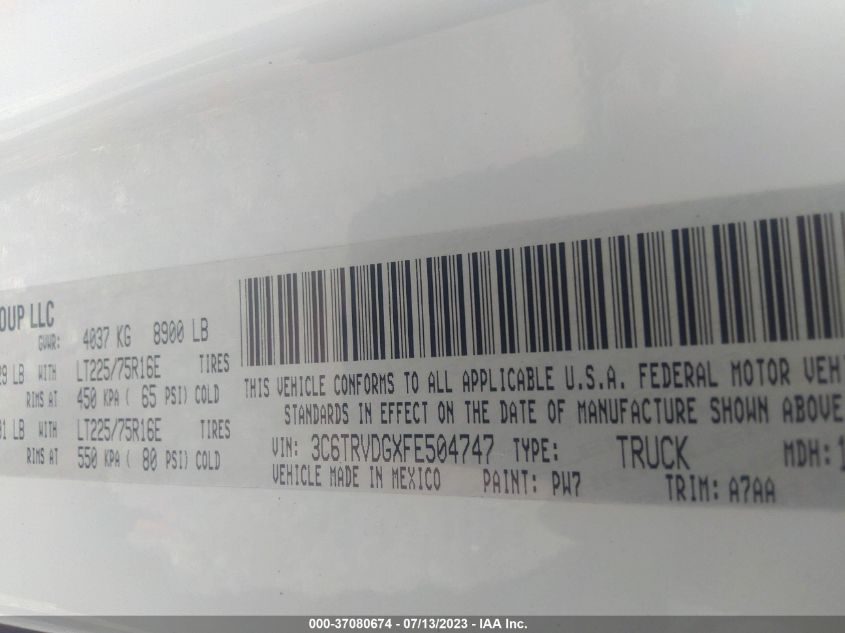 OUP LLC
GVWR: 4037 KG 8900 LB
29 LB WITH LT225/75R16E TIRES
RIMS AT 450 KPA ( 65 PSI) COLD
LB WITH LT225/75R16E TIRES
RIMS AT 550 KPA ( 80 PSI) COLD
THIS VEHICLE CONFORMS TO ALL APPLICABLE U.S.A. FEDERAL MOTOR VEH
STANDARDS IN EFFECT ON THE DATE OF MANUFACTURE SHOWN ABOVE
VIN: 3C6TRVDGXFE504747 TYPE: TRUCK MDH: 1
VEHICLE MADE IN MEXICO PAINT: PW7 TRIM: A7AA
000-37080674 / 07/13/2023 - IAA Inc.